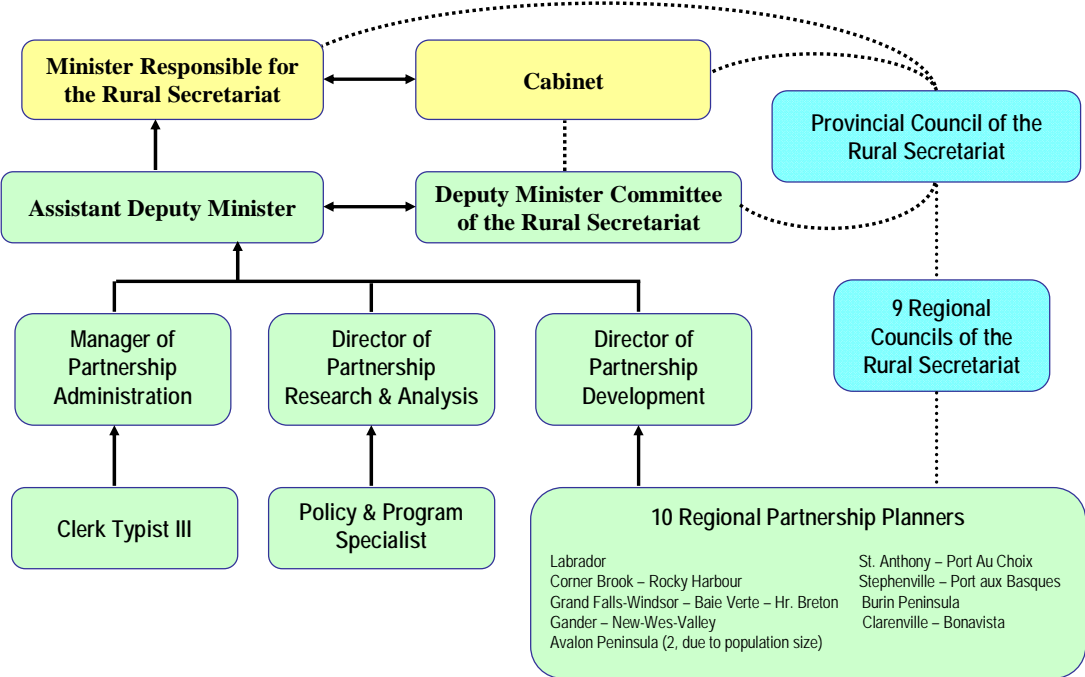 Minister Responsible for
the Rural Secretariat
Cabinet
Provincial Council of the
Rural Secretariat
Assistant Deputy Minister
Deputy Minister Committee
of the Rural Secretariat
9 Regional
Councils of the
Rural Secretariat
Manager of
Partnership
Administration
Director of
Partnership
Research & Analysis
Director of
Partnership
Development
Clerk Typist III
Policy & Program
Specialist
10 Regional Partnership Planners
Labrador
Corner Brook – Rocky Harbour
Grand Falls-Windsor – Baie Verte – Hr. Breton
Gander – New-Wes-Valley
Avalon Peninsula (2, due to population size)
St. Anthony – Port Au Choix
Stephenville – Port aux Basques
Burin Peninsula
Clarenville – Bonavista